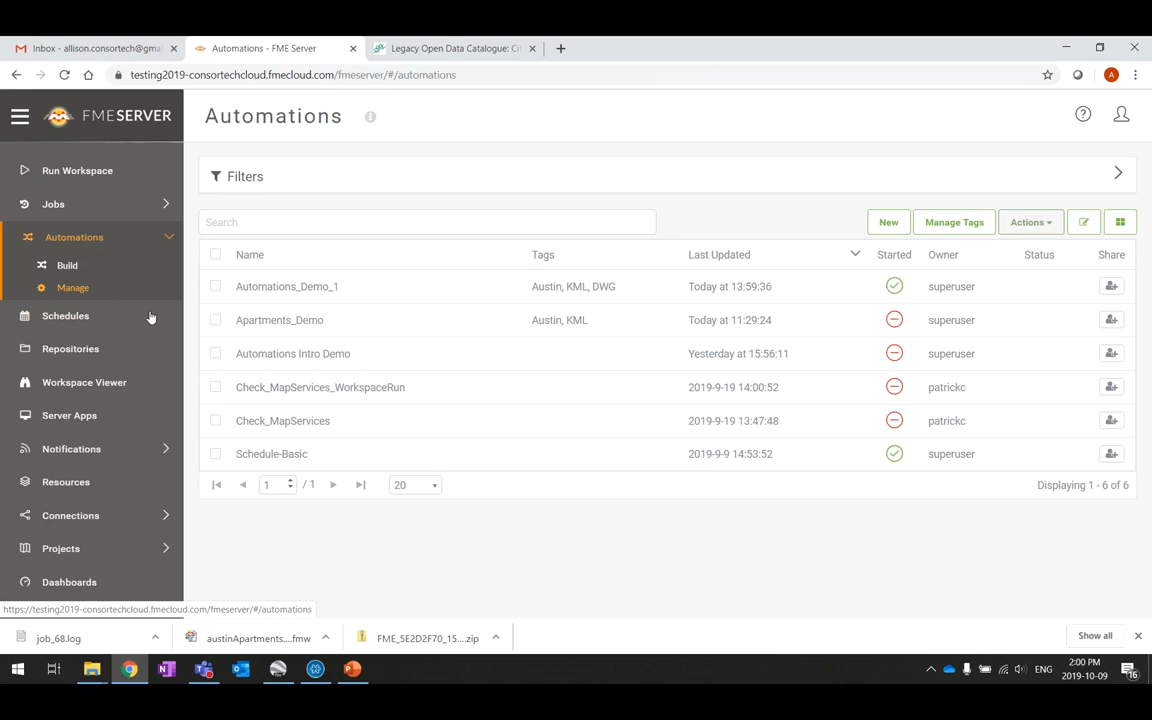 Inbox - allison.consortech@gmai
Automations - FME Server
Legacy Open Data Catalogue: Ci
testing2019-consortechcloud.fmecloud.com/fmeserver/#/automations
A
FMESERVER
Automations
Run Workspace
Filters
Jobs
Search
New
Manage Tags
Actions
Automations
Name
Tags
Last Updated
Started
Owner
Status
Share
Build
Manage
Automations_Demo_1
Austin, KML, DWG
Today at 13:59:36
superuser
Schedules
Apartments_Demo
Austin, KML
Today at 11:29:24
superuser
Repositories
Automations Intro Demo
Yesterday at 15:56:11
superuser
Workspace Viewer
Check_MapServices_WorkspaceRun
2019-9-19 14:00:52
patrickc
Server Apps
Check_MapServices
2019-9-19 13:47:48
patrickc
Notifications
Schedule-Basic
2019-9-9 14:53:52
superuser
Resources
1 / 1
20
Displaying 1 - 6 of 6
Connections
Projects
Dashboards
https://testing2019-consortechcloud.fmecloud.com/fmeserver/#/automations
job_68.log
austinApartments....fmw
FME_5E2D2F70_15....zip
Show all
ENG
2:00 PM
2019-10-09
16